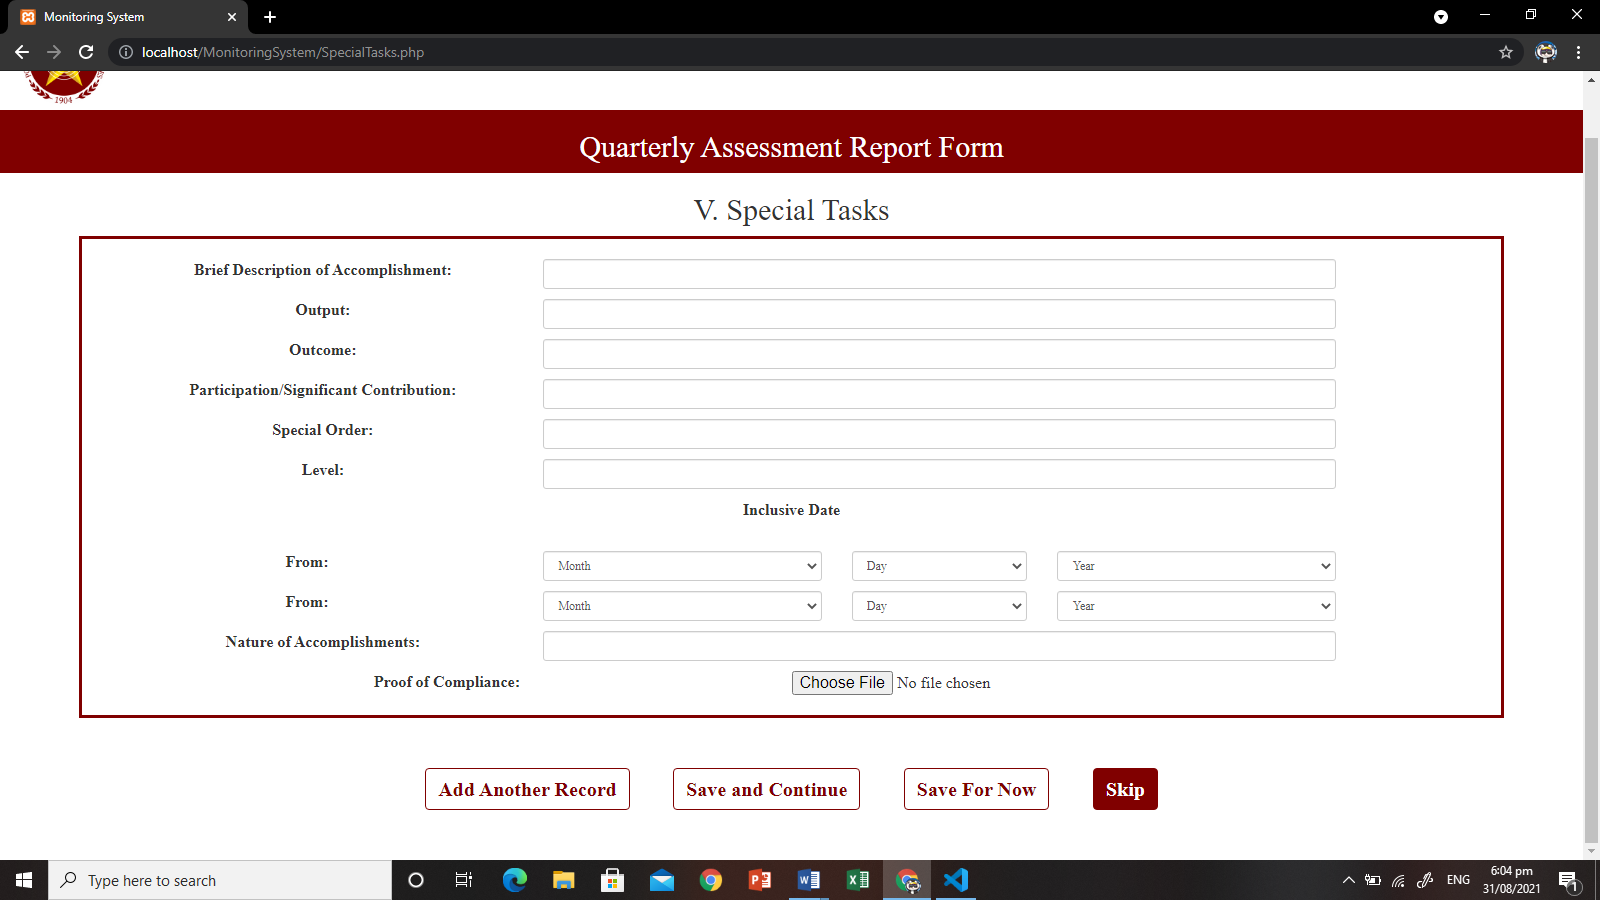 Monitoring System
localhost/MonitoringSystem/SpecialTasks.php
1904
Quarterly Assessment Report Form
V. Special Tasks
Brief Description of Accomplishment:
Output:
Outcome:
Participation/Significant Contribution:
Special Order:
Level:
Inclusive Date
From: Month Day Year
From: Month Day Year
Nature of Accomplishments:
Proof of Compliance: Choose File No file chosen
Add Another Record Save and Continue Save For Now Skip
Type here to search
ENG
6:04 pm
31/08/2021
1